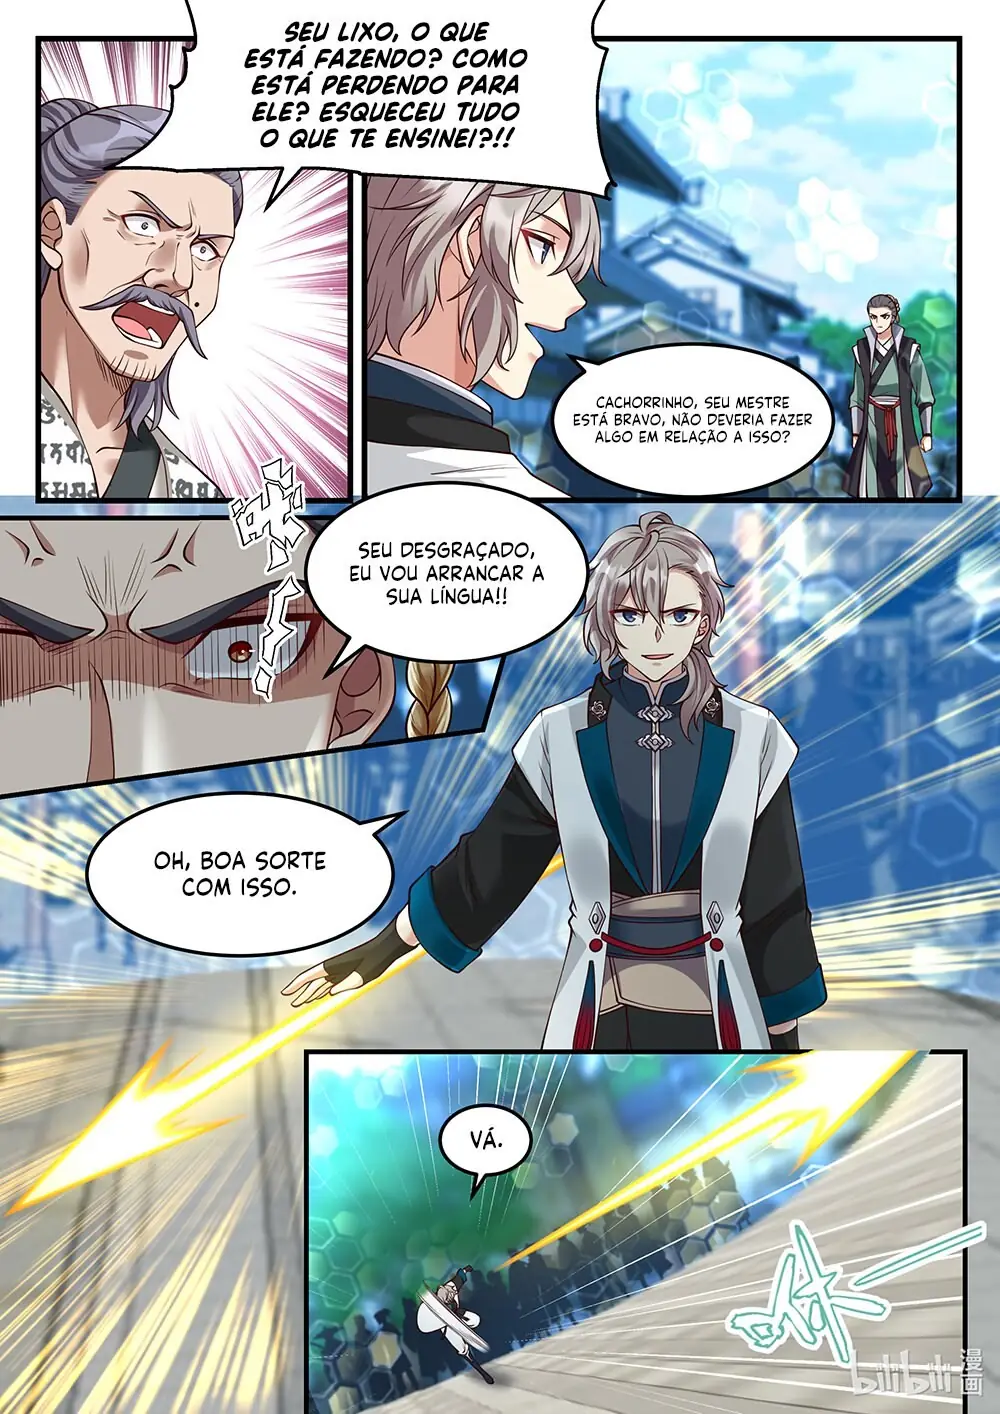 SEU LIXO, O QUE
ESTÁ FAZENDO? COMO
ESTÁ PERDENDO PARA
ELE? ESQUECEU TUDO
O QUE TE ENSINEI?!!
CACHORRINHO, SEU MESTRE
ESTÁ BRAVO, NÃO DEVERIA FAZER
ALGO EM RELAÇÃO A ISSO?
SEU DESGRAÇADO,
EU VOU ARRANCAR A
SUA LÍNGUA!!
OH, BOA SORTE
COM ISSO.
VÁ.
bilibili 漫画